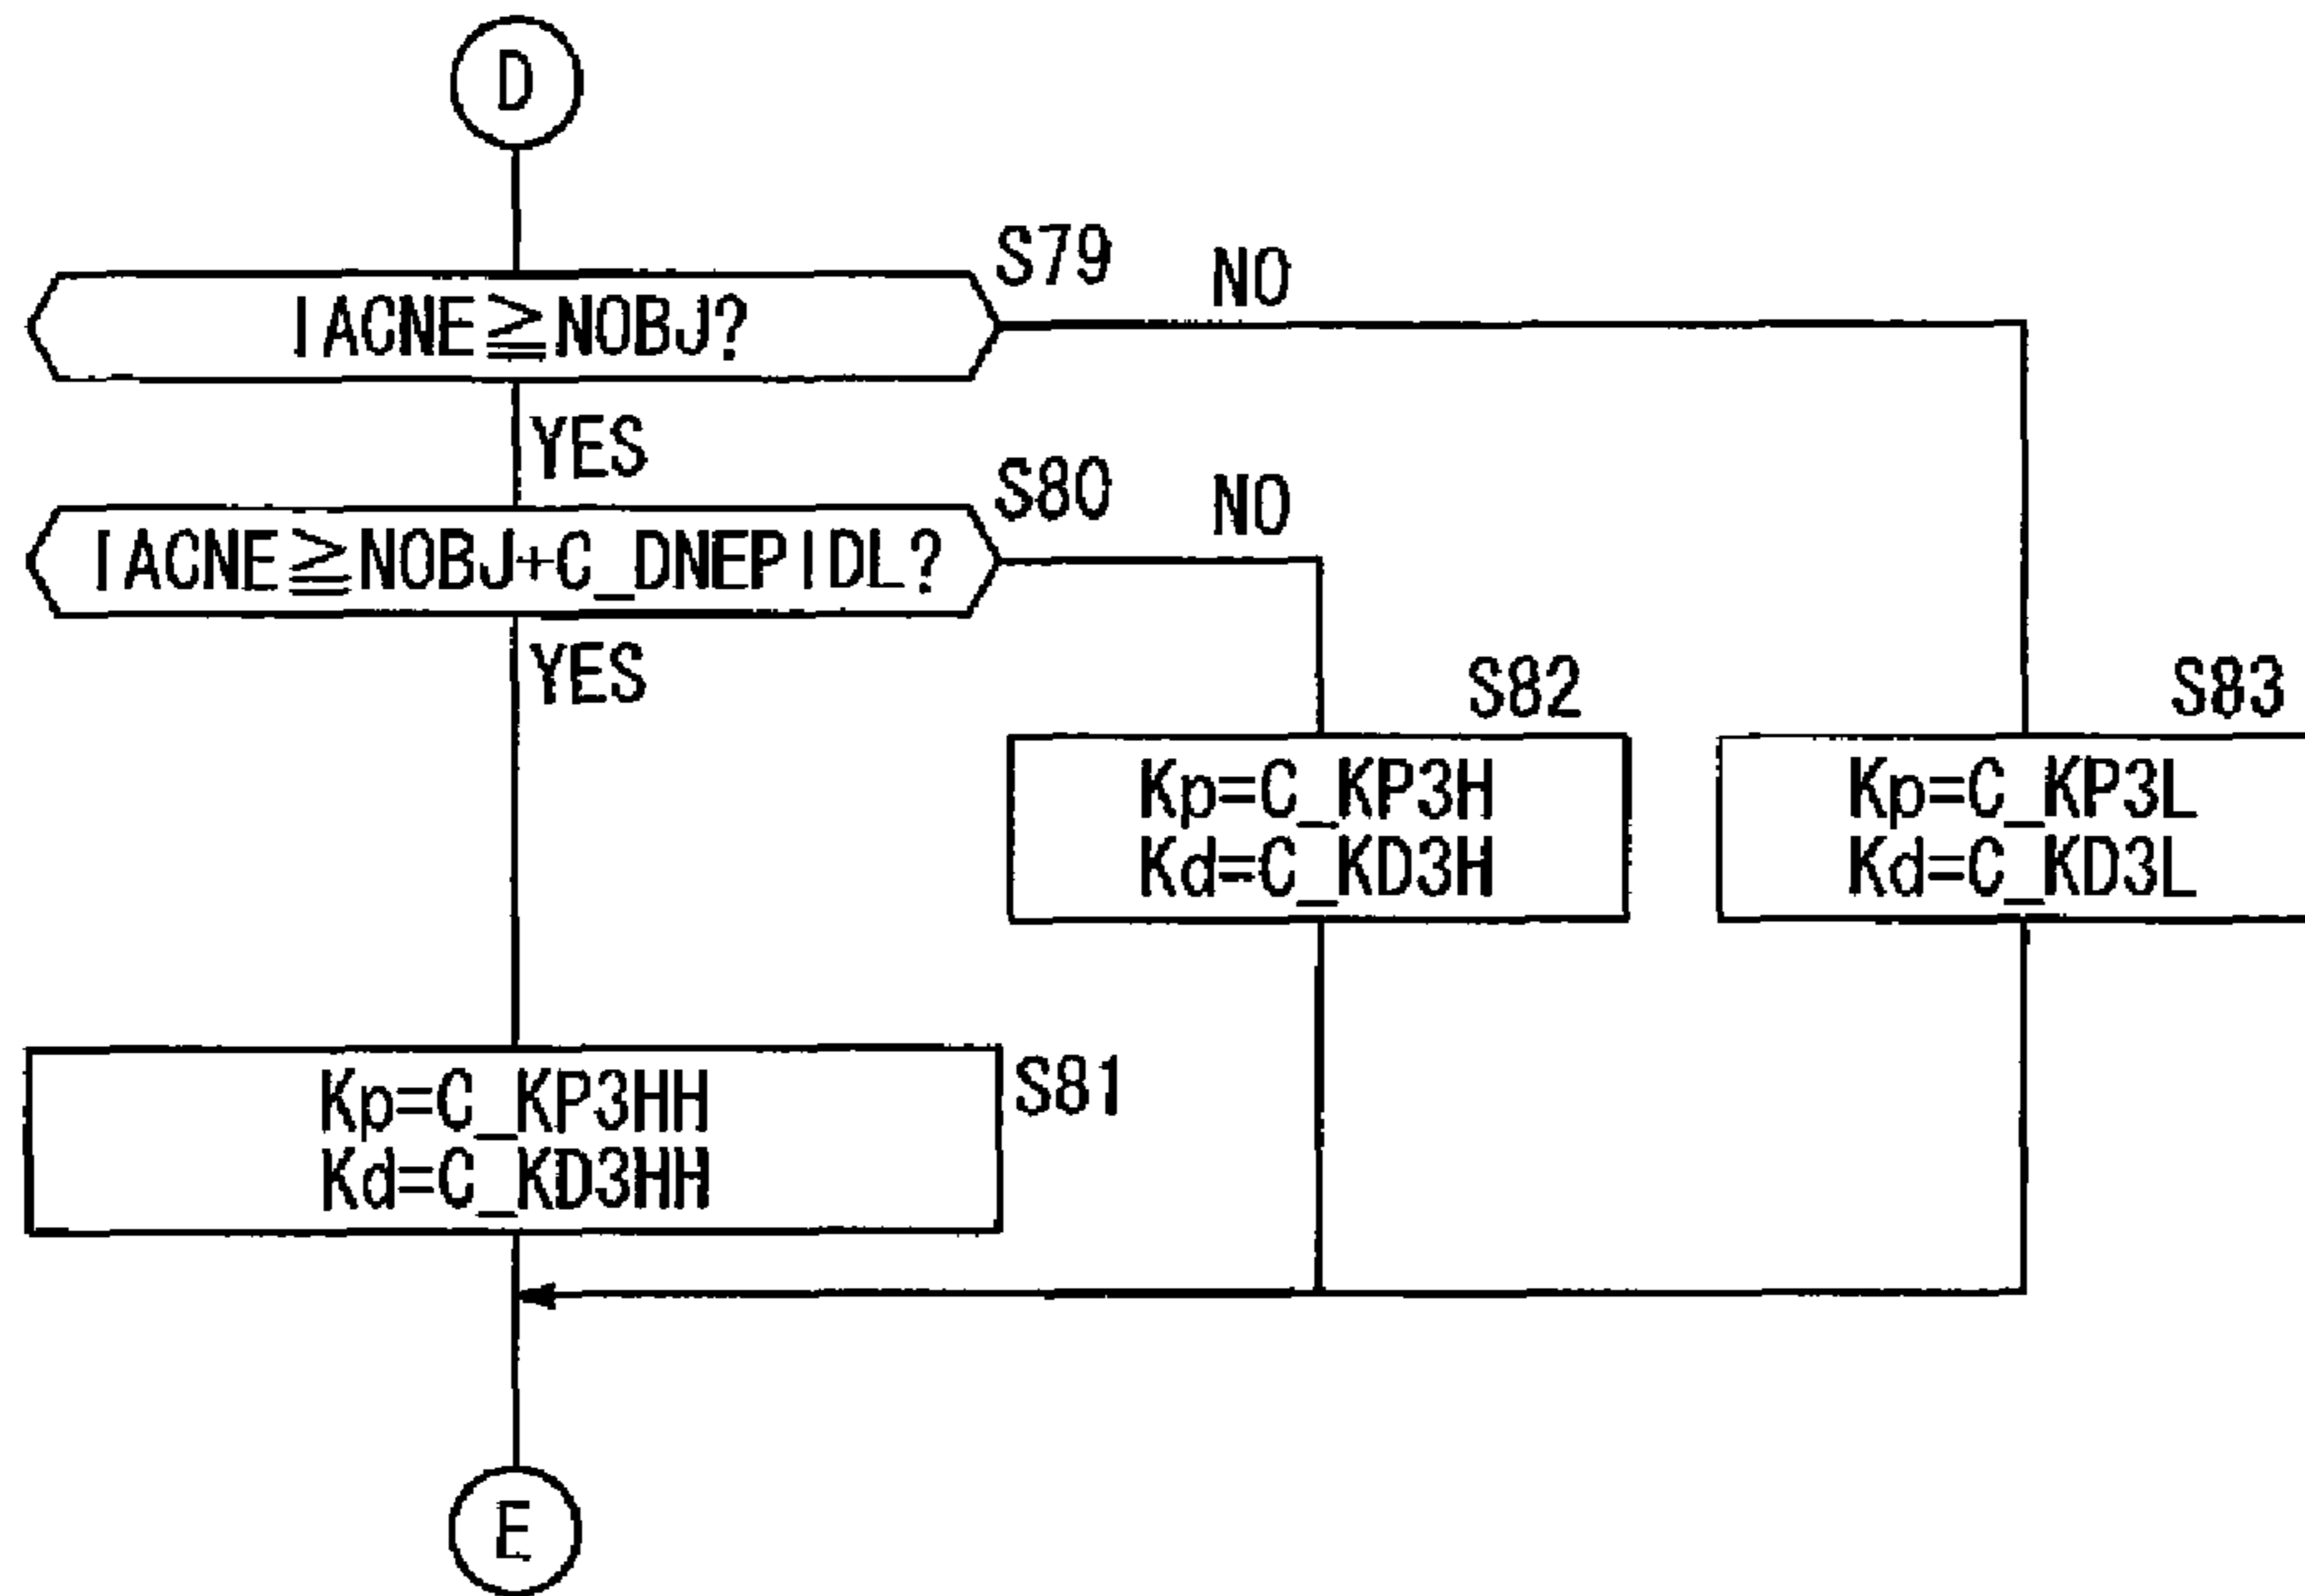 D
S79
NO
IACNE≧NOBJ?
YES
S80
NO
IACNE≧NOBJ+C_DNEPIDL?
YES
S82
S83
Kp=C_KP3H
Kd=C_KD3H
Kp=C_KP3L
Kd=C_KD3L
Kp=C_KP3HH
Kd=C_KD3HH
S81
E